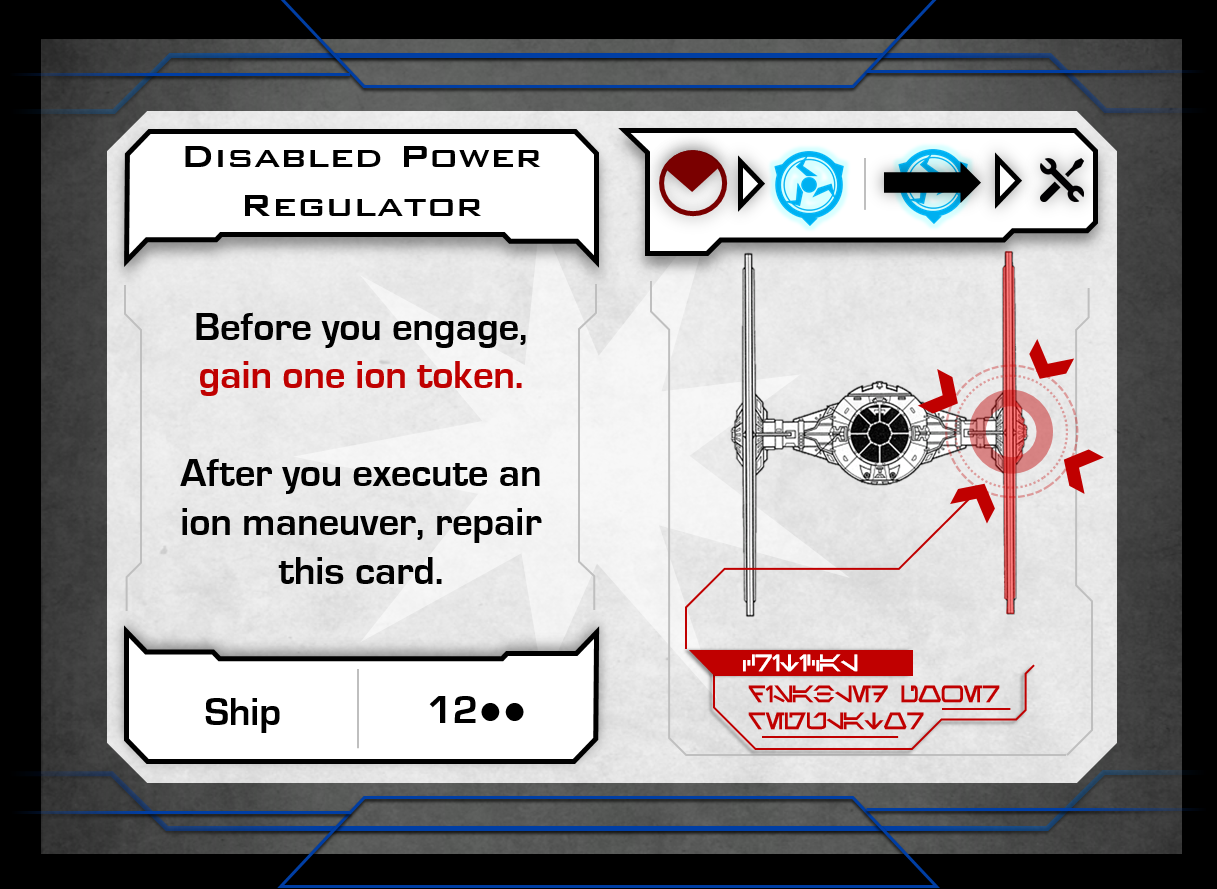 Disabled Power
Regulator
Before you engage,
gain one ion token.
After you execute an
ion maneuver, repair
this card.
Ship
12●●